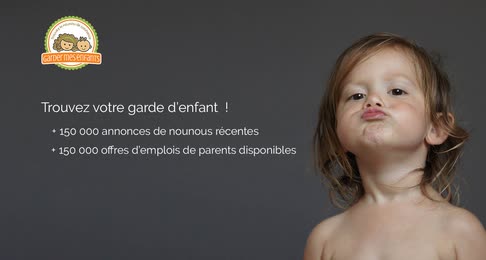 Garder mes enfants
Trouvez votre garde d'enfant !
+ 150 000 annonces de nounous récentes
+ 150 000 offres d'emplois de parents disponibles